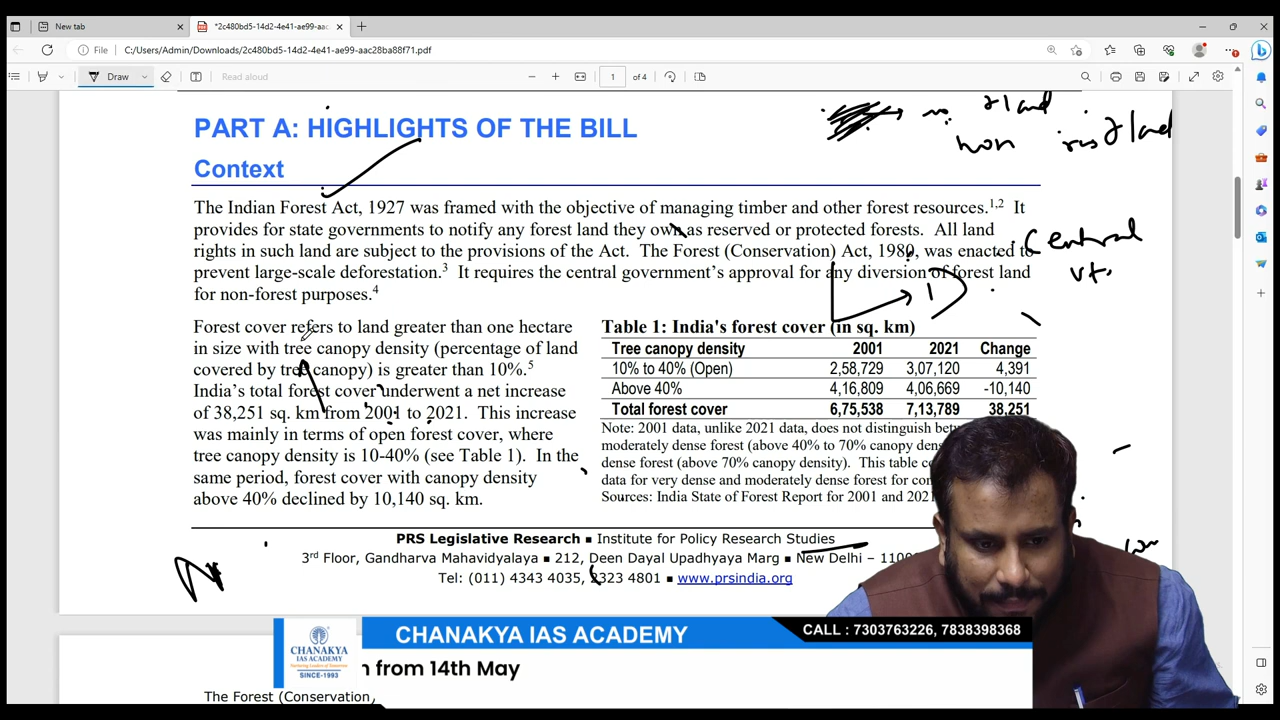 New tab
*2c480bd5-14d2-4e41-ae99-aac...
File C:/Users/Admin/Downloads/2c480bd5-14d2-4e41-ae99-aac28ba88f71.pdf
Draw Read aloud 1 of 4
PART A: HIGHLIGHTS OF THE BILL
Context
The Indian Forest Act, 1927 was framed with the objective of managing timber and other forest resources.1,2 It
provides for state governments to notify any forest land they own as reserved or protected forests. All land
rights in such land are subject to the provisions of the Act. The Forest (Conservation) Act, 1980, was enacted to
prevent large-scale deforestation.3 It requires the central government's approval for any diversion of forest land
for non-forest purposes.4
Central
Forest cover refers to land greater than one hectare
in size with tree canopy density (percentage of land
covered by tree canopy) is greater than 10%.5
India's total forest cover underwent a net increase
of 38,251 sq. km from 2001 to 2021. This increase
was mainly in terms of open forest cover, where
tree canopy density is 10-40% (see Table 1). In the
same period, forest cover with canopy density
above 40% declined by 10,140 sq. km.
Table 1: India's forest cover (in sq. km)
Tree canopy density 2001 2021 Change
10% to 40% (Open) 2,58,729 3,07,120 4,391
Above 40% 4,16,809 4,06,669 -10,140
Total forest cover 6,75,538 7,13,789 38,251
Note: 2001 data, unlike 2021 data, does not distinguish
moderately dense forest (above 40% to 70% canopy
dense forest (above 70% canopy density). This table
data for very dense and moderately dense forest for
Sources: India State of Forest Report for 2001 and
PRS Legislative Research ■ Institute for Policy Research Studies
3rd Floor, Gandharva Mahavidyalaya ■ 212, Deen Dayal Upadhyaya Marg ■ New Delhi –
Tel: (011) 4343 4035, 2323 4801 ■ www.prsindia.org
CHANAKYA IAS ACADEMY
CALL : 7303763226, 7838398368
CHANAKYA
IAS ACADEMY
SINCE-1993
from 14th May
The Forest (Conservation